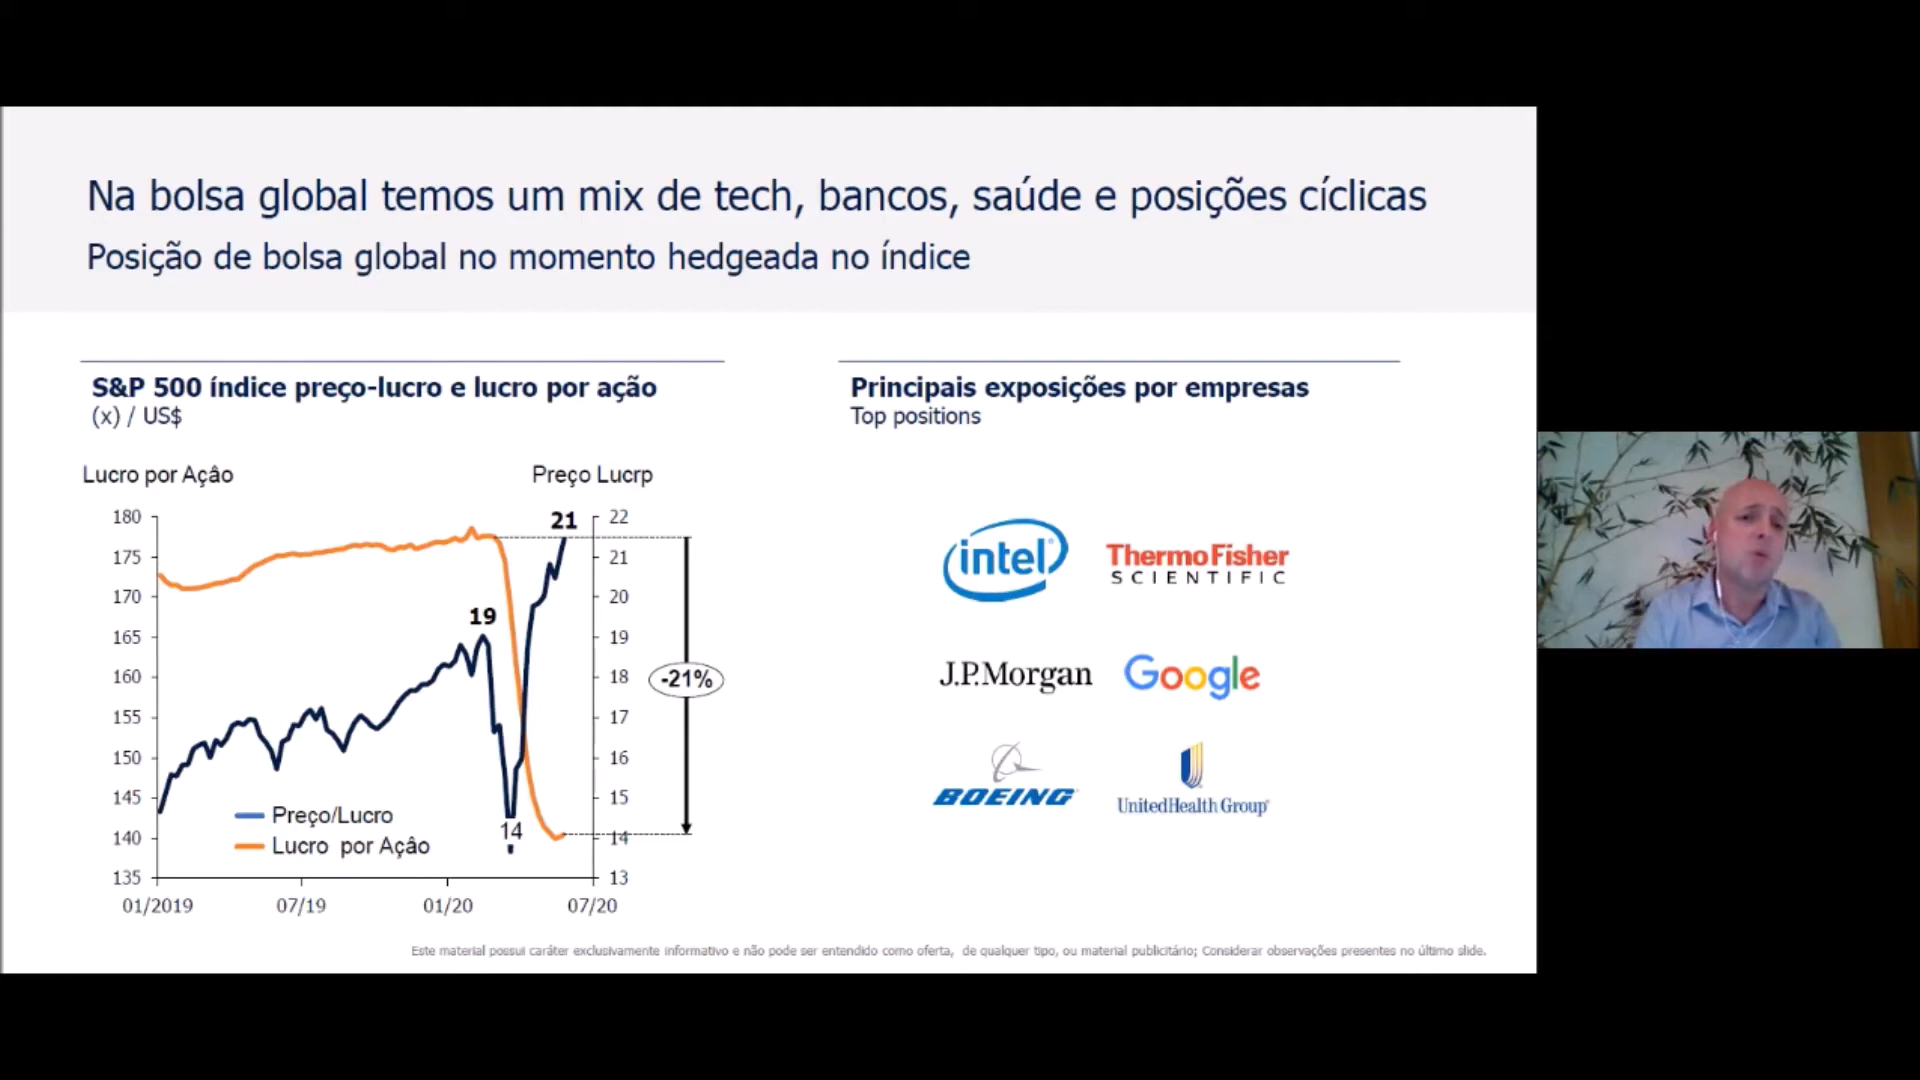 Na bolsa global temos um mix de tech, bancos, saúde e posições cíclicas
Posição de bolsa global no momento hedgeada no índice
S&P 500 índice preço-lucro e lucro por ação
(x) / US$
Lucro por Açâo
Preço Lucrp
180
175
170
165
160
155
150
145
140
135
22
21
20
19
18
17
16
15
14
13
21
19
14
-21%
Preço/Lucro
Lucro por Açâo
01/2019
07/19
01/20
07/20
Principais exposições por empresas
Top positions
intel
ThermoFisher
SCIENTIFIC
J.P.Morgan
Google
BOEING
UnitedHealth Group
Este material possui caráter exclusivamente informativo e não pode ser entendido como oferta, de qualquer tipo, ou material publicitário; Considerar observações presentes no último slide.